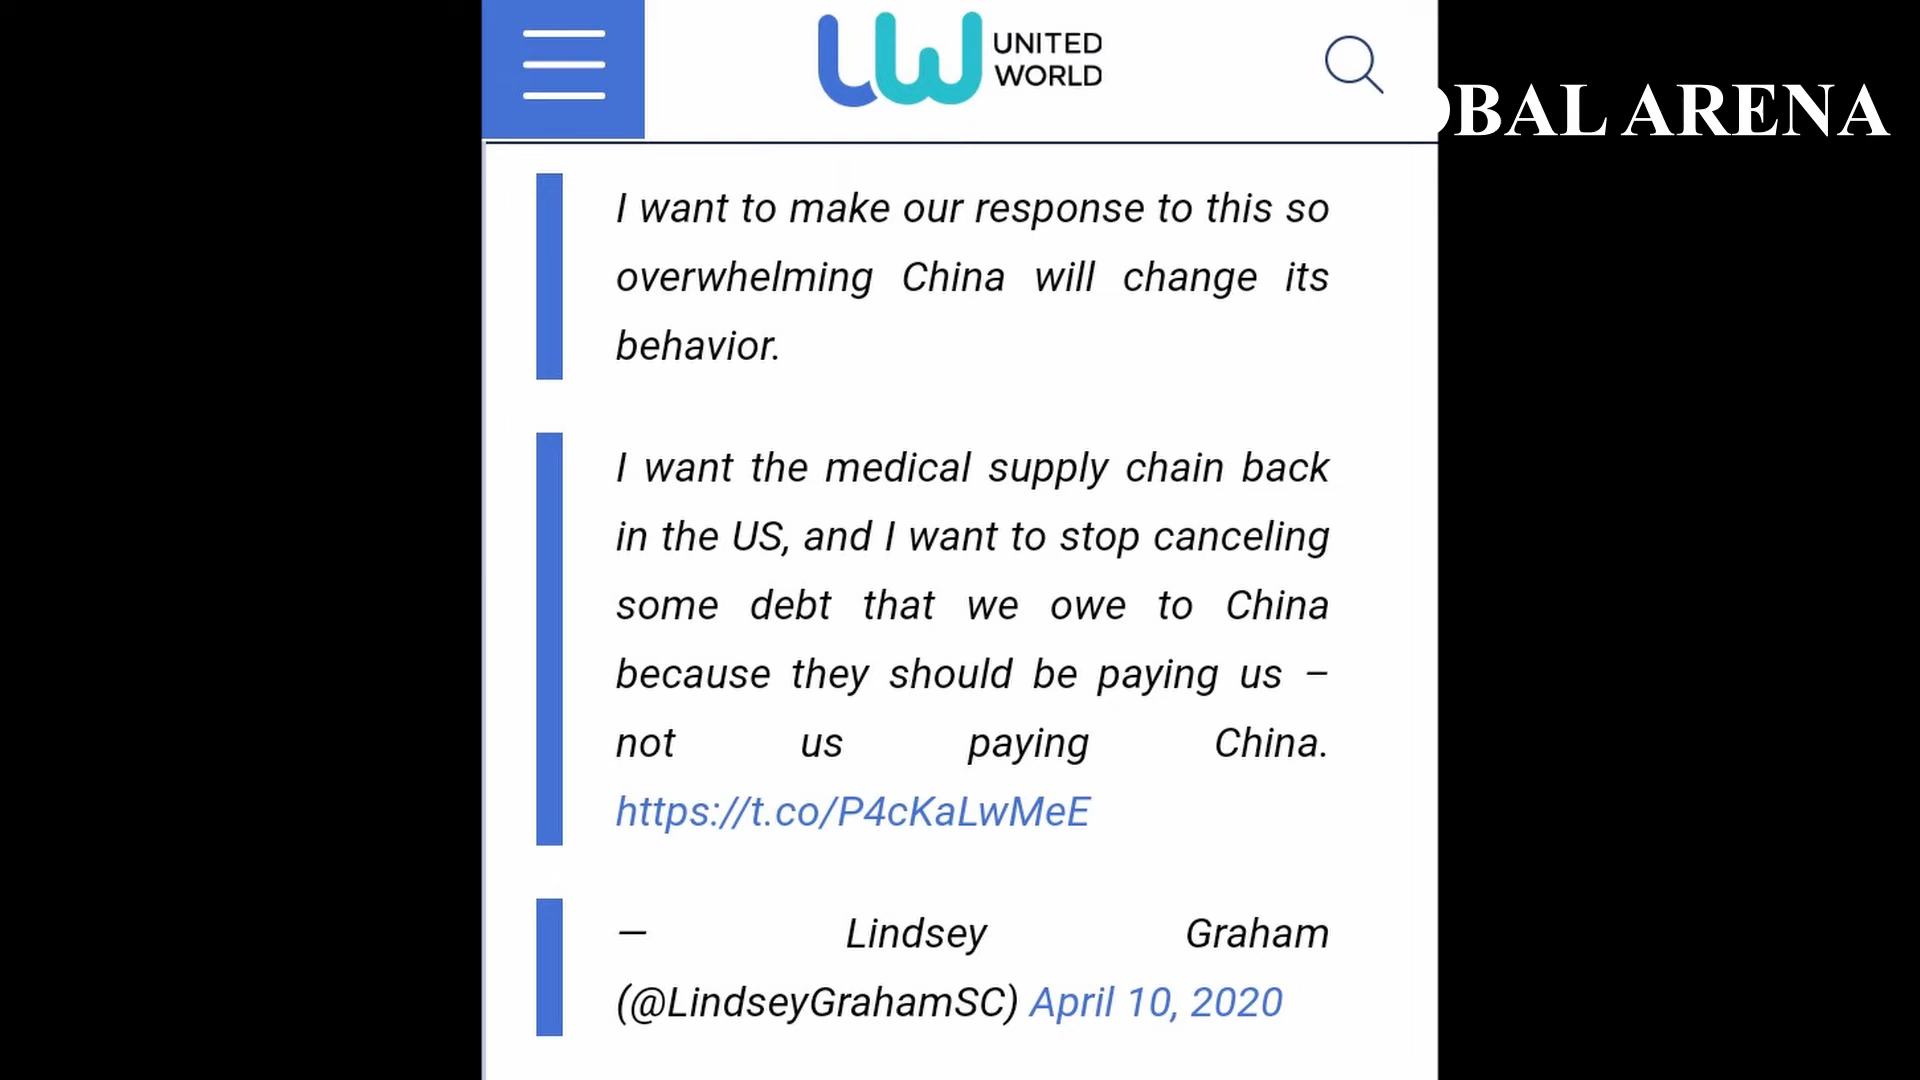 UNITED
WORLD
OBAL ARENA
I want to make our response to this so
overwhelming China will change its
behavior.
I want the medical supply chain back
in the US, and I want to stop canceling
some debt that we owe to China
because they should be paying us –
not us paying China.
https://t.co/P4cKaLwMeE
— Lindsey Graham
(@LindseyGrahamSC) April 10, 2020